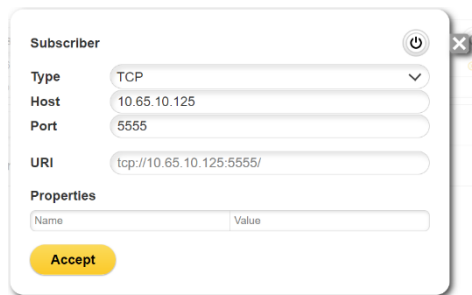 Subscriber
Type TCP
Host 10.65.10.125
Port 5555
URI tcp://10.65.10.125:5555/
Properties
Name Value
Accept